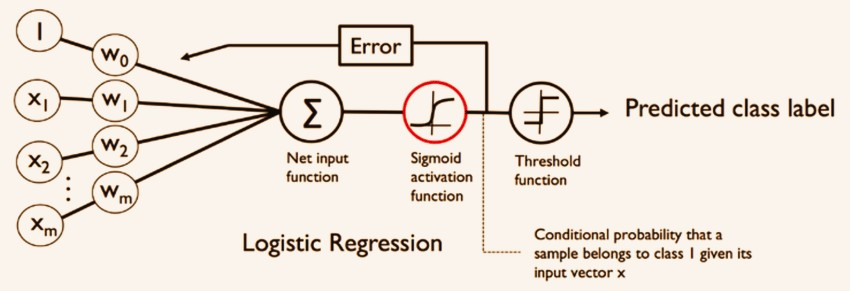 1
w0
Error
x1
w1
Σ
Predicted class label
x2
w2
Net input
function
Sigmoid
activation
function
Threshold
function
xm
wm
Logistic Regression
Conditional probability that a
sample belongs to class 1 given its
input vector x